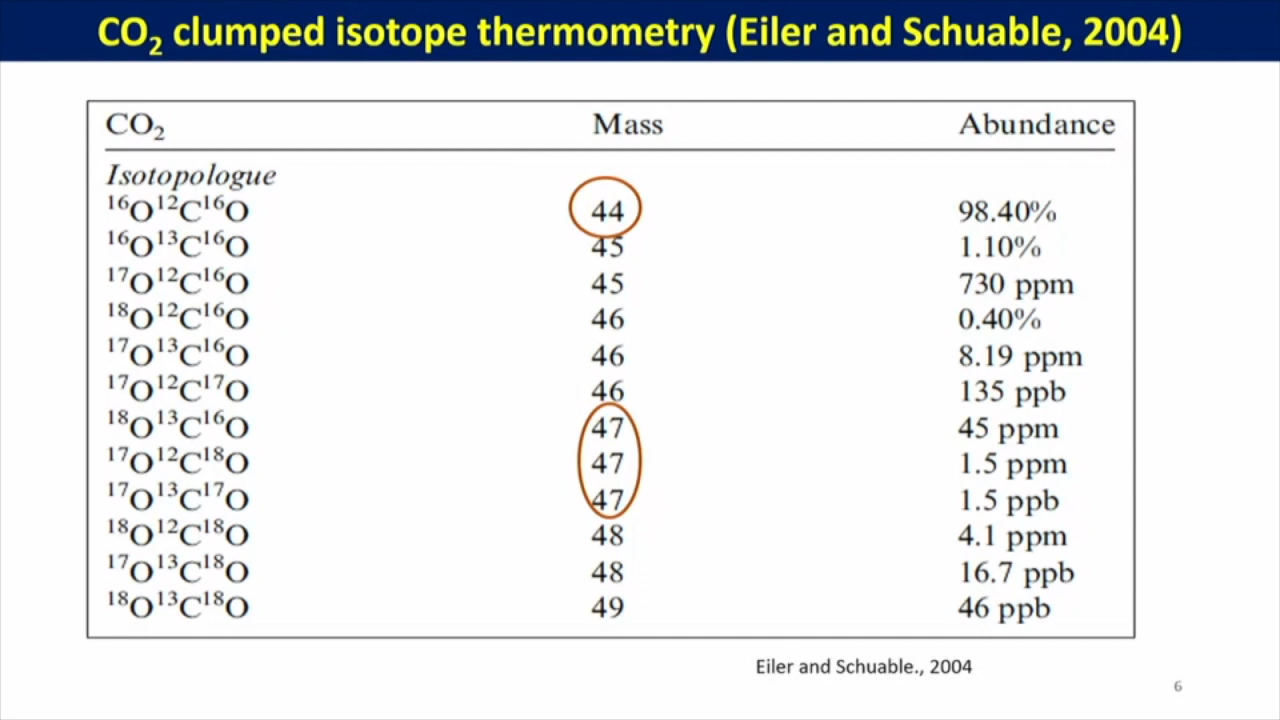 CO₂ clumped isotope thermometry (Eiler and Schuable, 2004)
CO₂ Mass Abundance
Isotopologue
¹⁶O¹²C¹⁶O 44 98.40%
¹⁶O¹³C¹⁶O 45 1.10%
¹⁷O¹²C¹⁶O 45 730 ppm
¹⁸O¹²C¹⁶O 46 0.40%
¹⁷O¹³C¹⁶O 46 8.19 ppm
¹⁷O¹²C¹⁷O 46 135 ppb
¹⁸O¹³C¹⁶O 47 45 ppm
¹⁷O¹²C¹⁸O 47 1.5 ppm
¹⁷O¹³C¹⁷O 47 1.5 ppb
¹⁸O¹²C¹⁸O 48 4.1 ppm
¹⁷O¹³C¹⁸O 48 16.7 ppb
¹⁸O¹³C¹⁸O 49 46 ppb
Eiler and Schuable., 2004
6